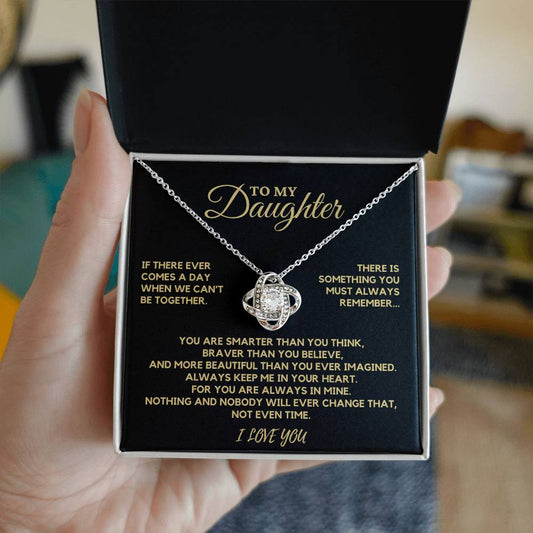 TO MY
Daughter
IF THERE EVER
COMES A DAY
WHEN WE CAN'T
BE TOGETHER.
THERE IS
SOMETHING YOU
MUST ALWAYS
REMEMBER...
YOU ARE SMARTER THAN YOU THINK,
BRAVER THAN YOU BELIEVE,
AND MORE BEAUTIFUL THAN YOU EVER IMAGINED.
ALWAYS KEEP ME IN YOUR HEART.
FOR YOU ARE ALWAYS IN MINE.
NOTHING AND NOBODY WILL EVER CHANGE THAT,
NOT EVEN TIME.
I LOVE YOU